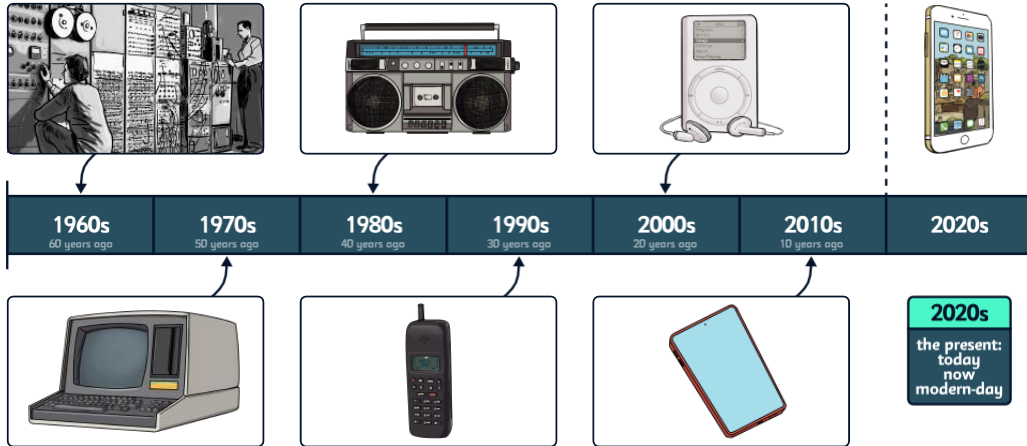 1960s
60 years ago
1970s
50 years ago
1980s
40 years ago
1990s
30 years ago
2000s
20 years ago
2010s
10 years ago
2020s
2020s
the present:
today
now
modern-day